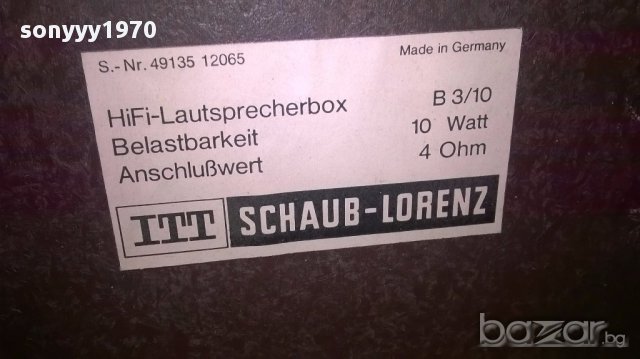 sonyyy1970
S.-Nr. 49135 12065
Made in Germany
HiFi-Lautsprecherbox B 3/10
Belastbarkeit 10 Watt
Anschlußwert 4 Ohm
ITT SCHAUB-LORENZ
bazar.bg